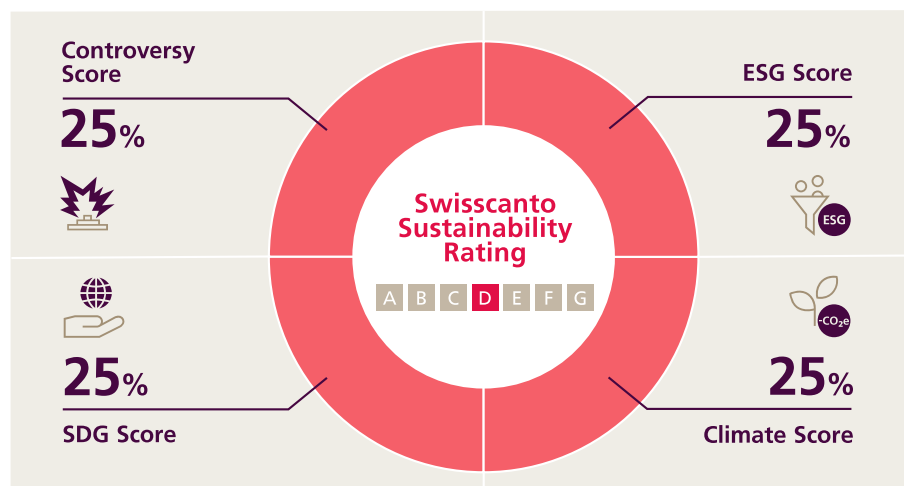 Controversy
Score
25%
ESG Score
25%
ESG
Swisscanto
Sustainability
Rating
A B C D E F G
25%
SDG Score
-CO₂e
25%
Climate Score